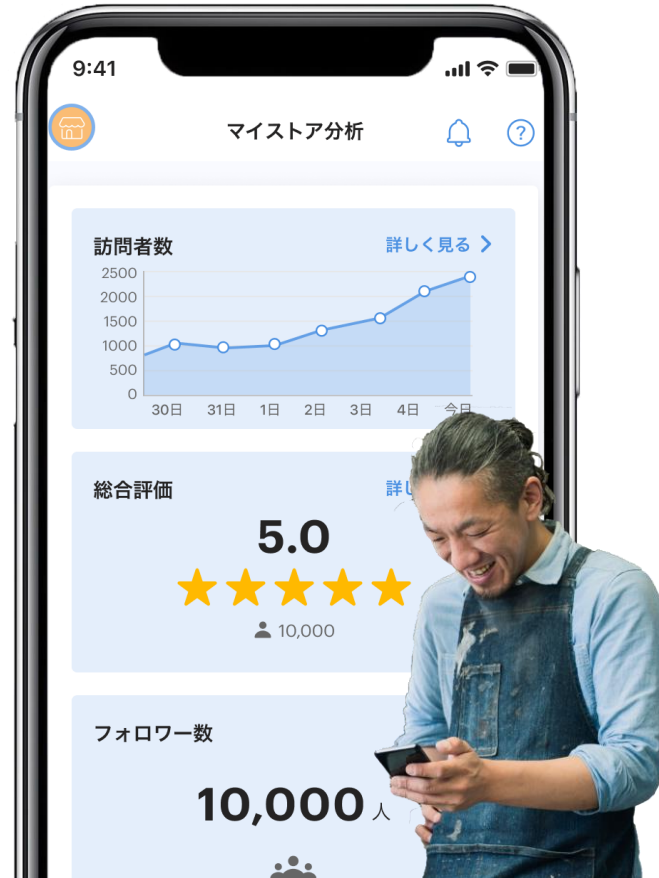 9:41
マイストア分析
?
訪問者数
詳しく見る
2500
2000
1500
1000
500
0
30日 31日 1日 2日 3日 4日 今日
総合評価
詳し
5.0
10,000
フォロワー数
10,000人